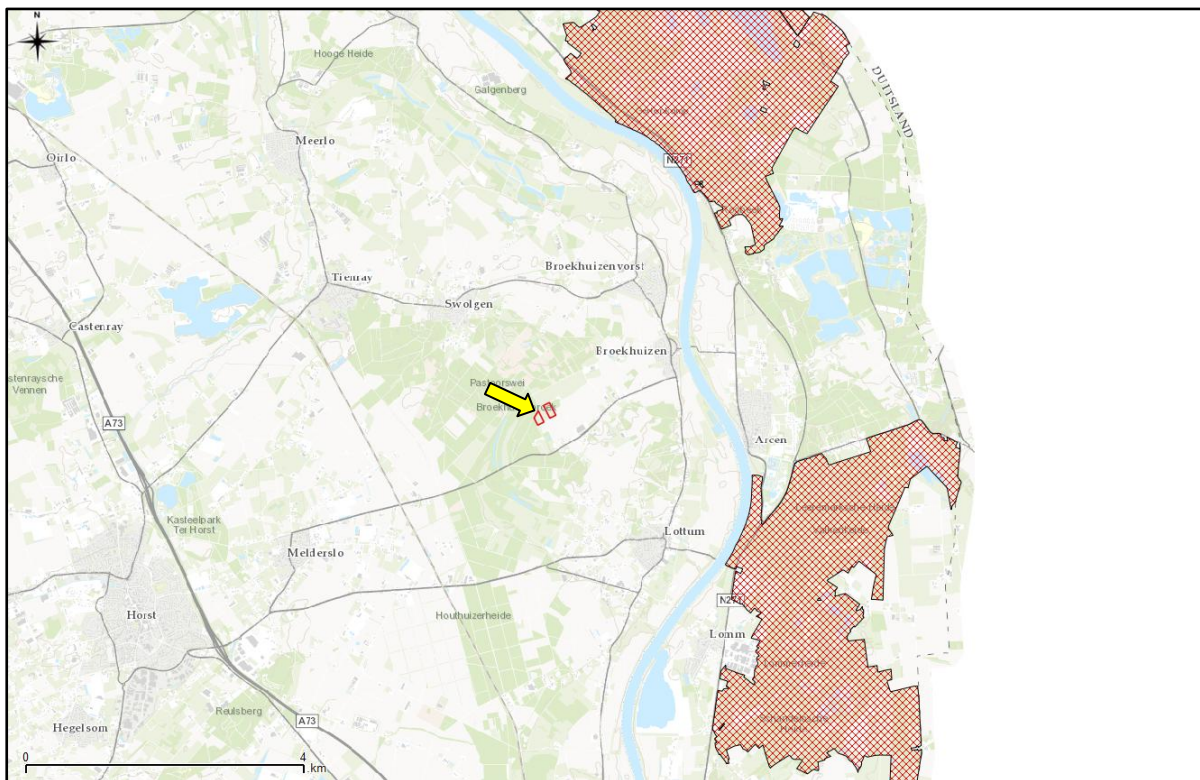 N
Hooge Heide
Galgenberg
DUITSLAND
Meerlo
Oirlo
N271
Broekhuizenvorst
Tienray
Swolgen
Castenray
Broekhuizen
Pastoorswei
Vennen
A73
Arcen
Kasteelpark
Ter Horst
Lottum
Melderslo
N271
Horst
Houthuizerheide
Lomm
Reulsberg
A73
Hegelsom
0
4
km